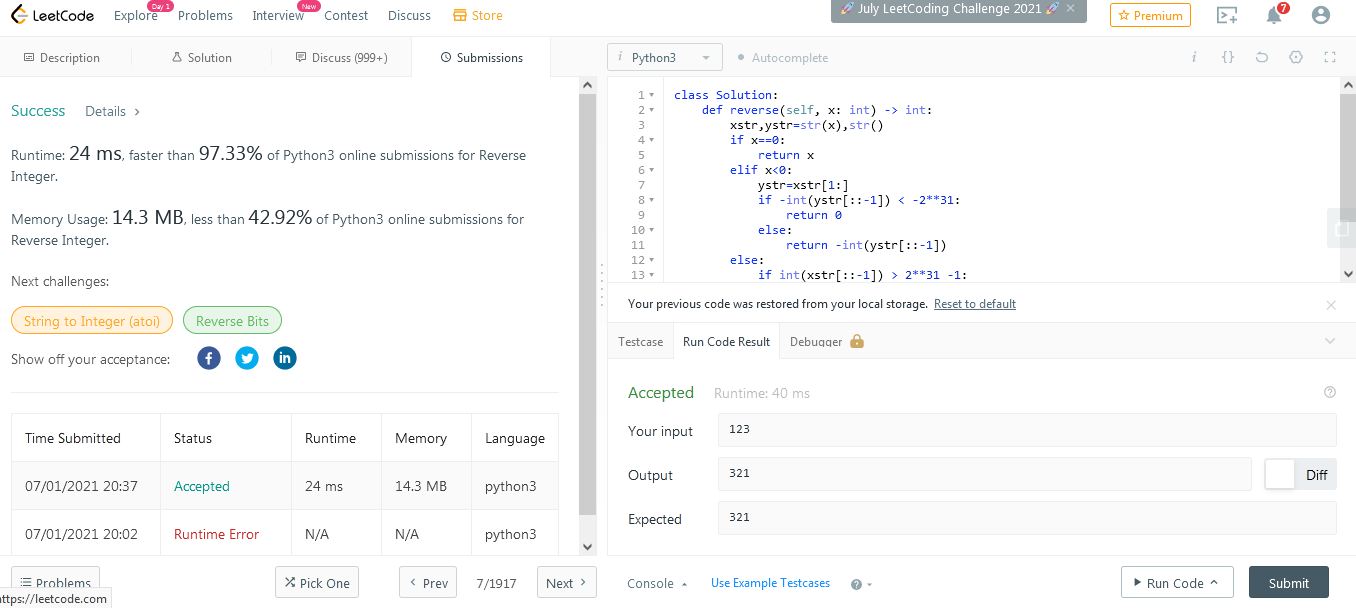 LeetCode
Explore
Day 1
Problems
Interview
New
Contest
Discuss
Store
🚀 July LeetCoding Challenge 2021 🚀 ×
Premium
7
Description
Solution
Discuss (999+)
Submissions
Success
Details >
Runtime: 24 ms, faster than 97.33% of Python3 online submissions for Reverse
Integer.
Memory Usage: 14.3 MB, less than 42.92% of Python3 online submissions for
Reverse Integer.
Next challenges:
String to Integer (atoi)
Reverse Bits
Show off your acceptance:
Time Submitted Status Runtime Memory Language
07/01/2021 20:37 Accepted 24 ms 14.3 MB python3
07/01/2021 20:02 Runtime Error N/A N/A python3
Problems
https://leetcode.com
Pick One
< Prev
7/1917
Next >
i Python3
Autocomplete
i {}
1 class Solution:
2     def reverse(self, x: int) -> int:
3         xstr,ystr=str(x),str()
4         if x==0:
5             return x
6         elif x<0:
7             ystr=xstr[1:]
8             if -int(ystr[::-1]) < -2**31:
9                 return 0
10             else:
11                 return -int(ystr[::-1])
12         else:
13             if int(xstr[::-1]) > 2**31 -1:
Your previous code was restored from your local storage. Reset to default
Testcase
Run Code Result
Debugger
Accepted Runtime: 40 ms
Your input 123
Output 321
Diff
Expected 321
Console
Use Example Testcases
Run Code
Submit